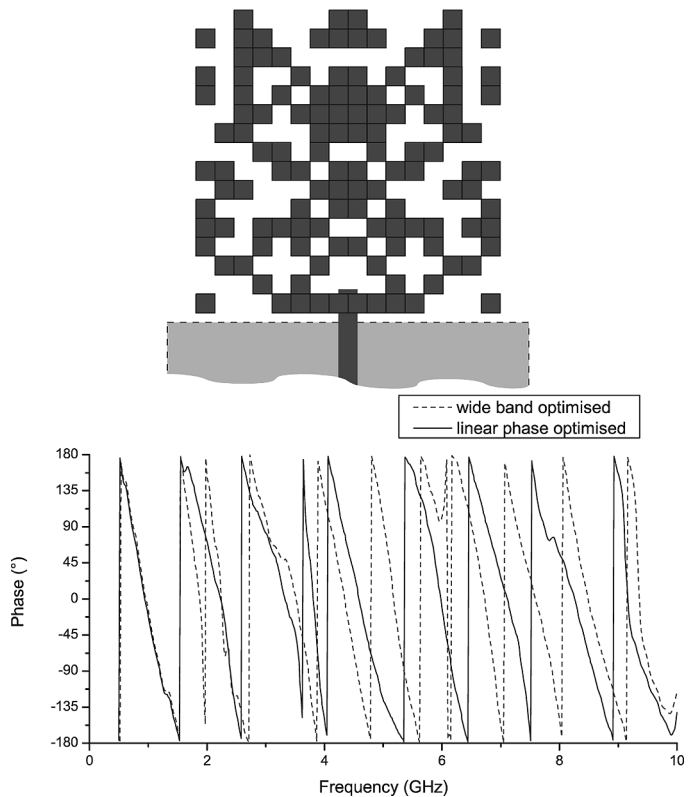 wide band optimised
linear phase optimised
180
135
90
45
0
-45
-90
-135
-180
Phase (°)
0 2 4 6 8 10
Frequency (GHz)